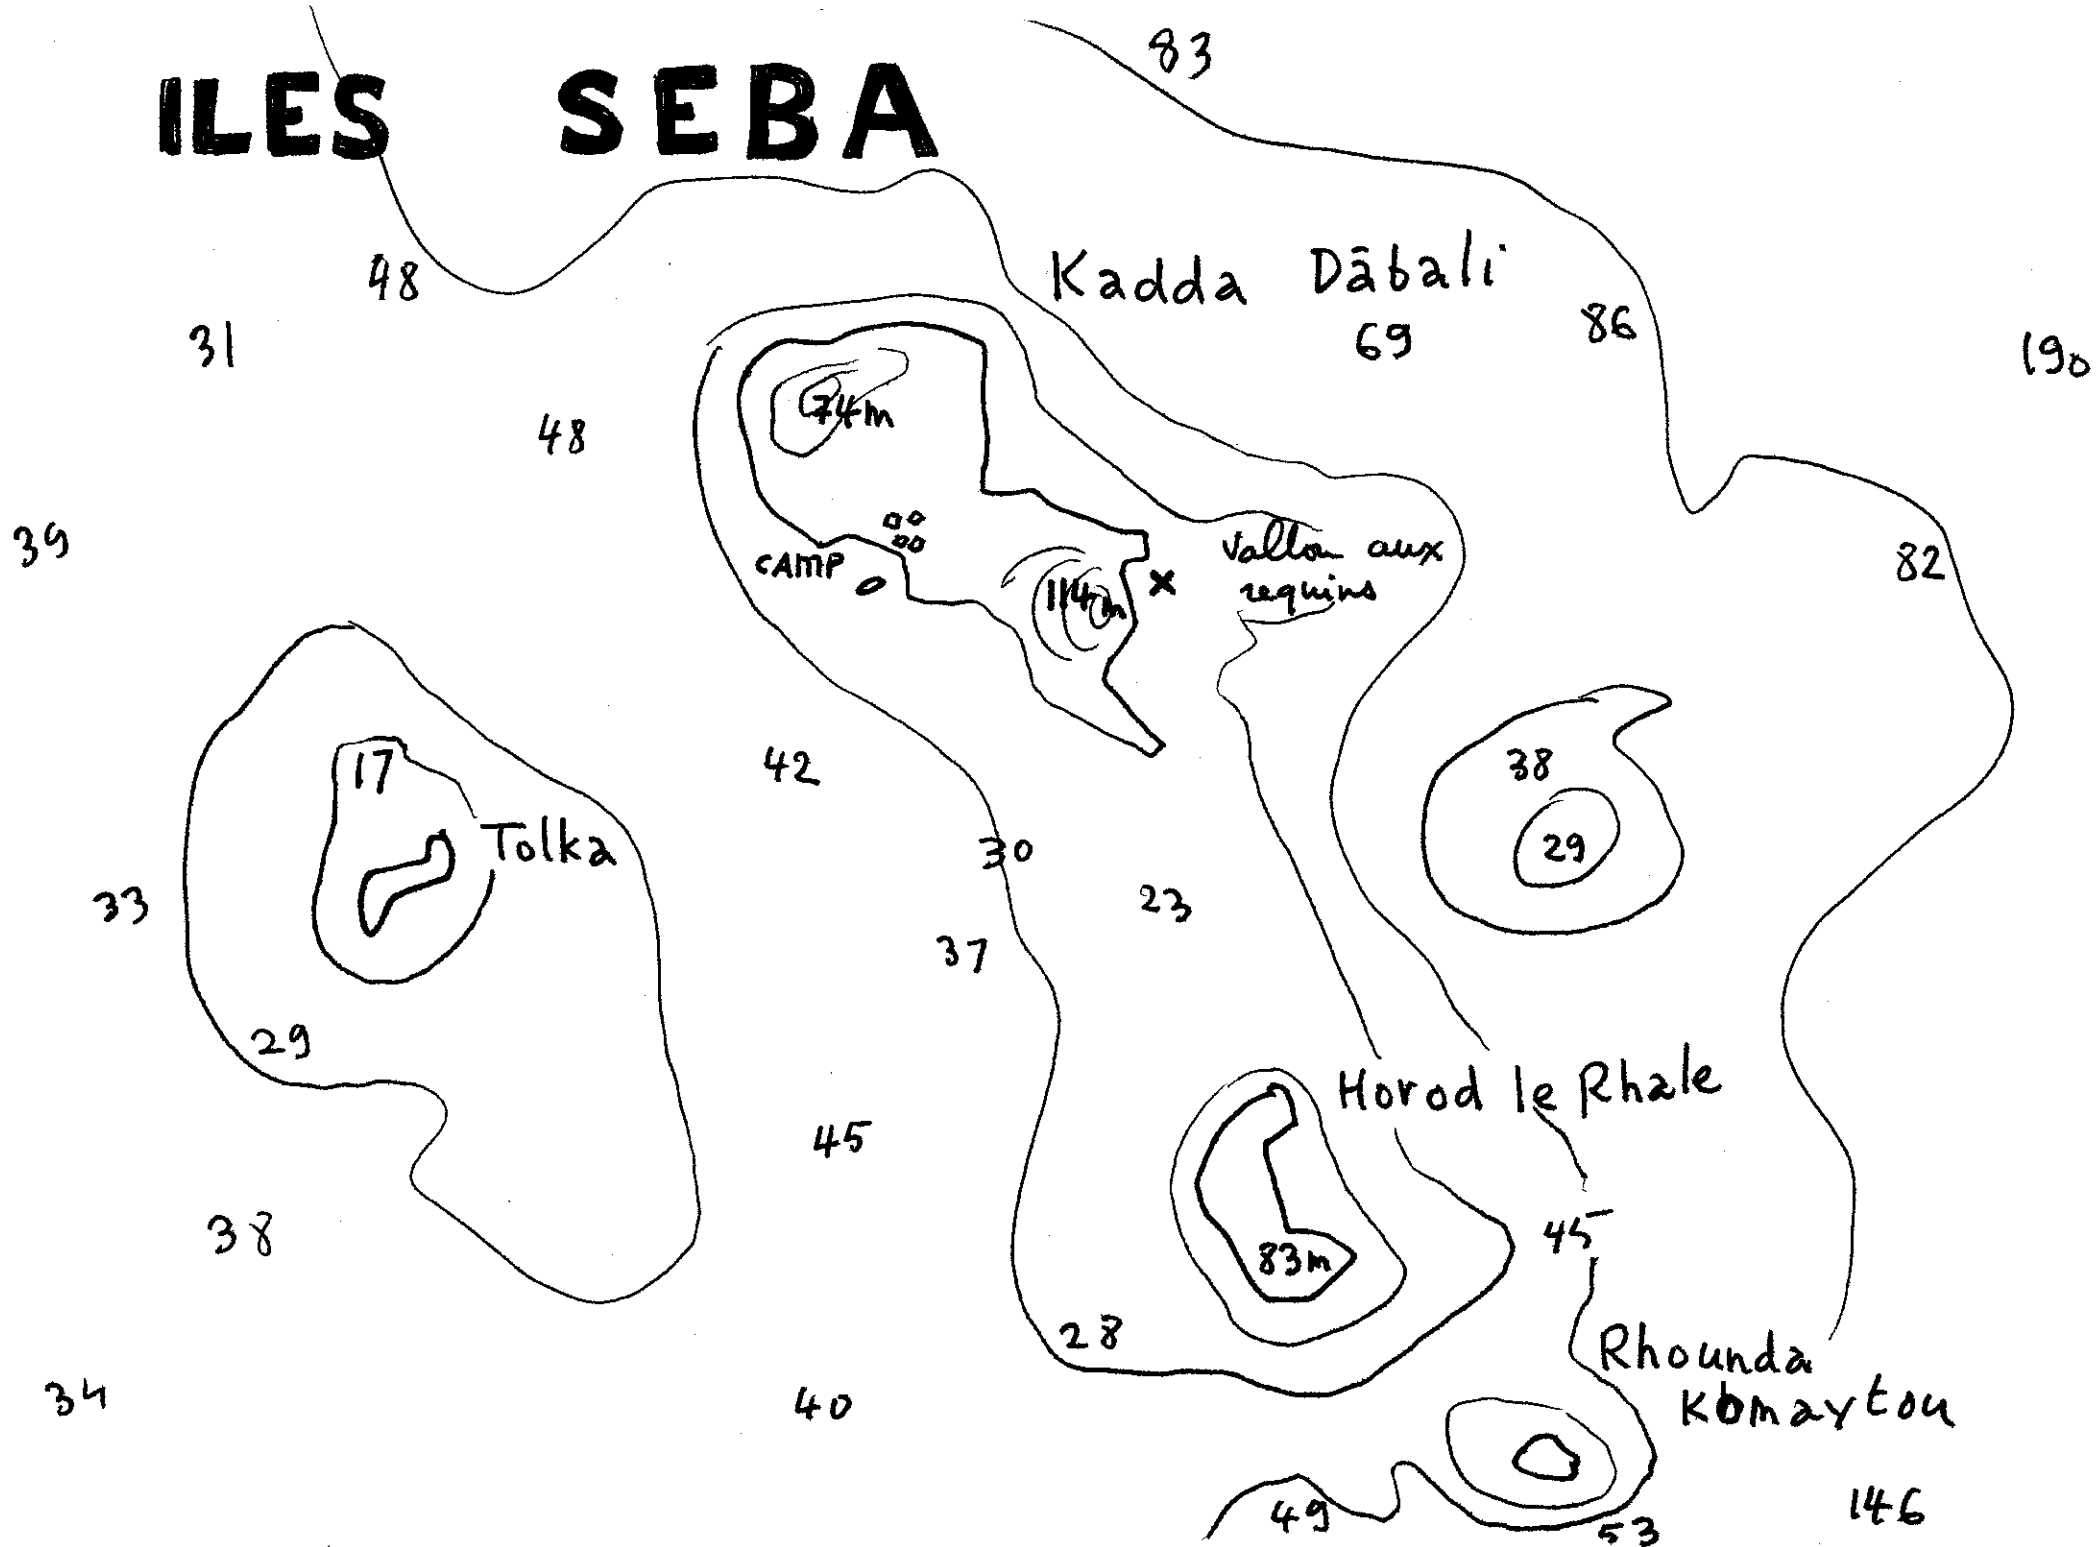 ILES SEBA
83
48
Kadda Dābali
31
86
69
190
74m
48
39
Vallon aux
requins
CAMP
82
114m
17
42
38
Tolka
30
29
33
23
37
29
Horod le Rhale
45
38
45
83m
28
Rhounda
Komaytou
34
40
49
146
53